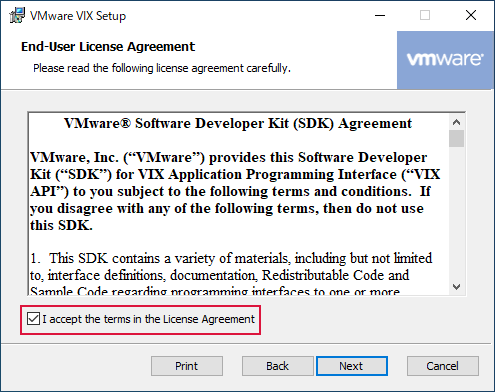 VMware VIX Setup
End-User License Agreement
Please read the following license agreement carefully.
vmware®
VMware® Software Developer Kit (SDK) Agreement
VMware, Inc. (“VMware”) provides this Software Developer
Kit (“SDK”) for VIX Application Programming Interface (“VIX
API”) to you subject to the following terms and conditions.  If
you disagree with any of the following terms, then do not use
this SDK.
1.  This SDK contains a variety of materials, including but not limited
to, interface definitions, documentation, Redistributable Code and
Sample Code regarding programming interfaces to one or more
I accept the terms in the License Agreement
Print
Back
Next
Cancel